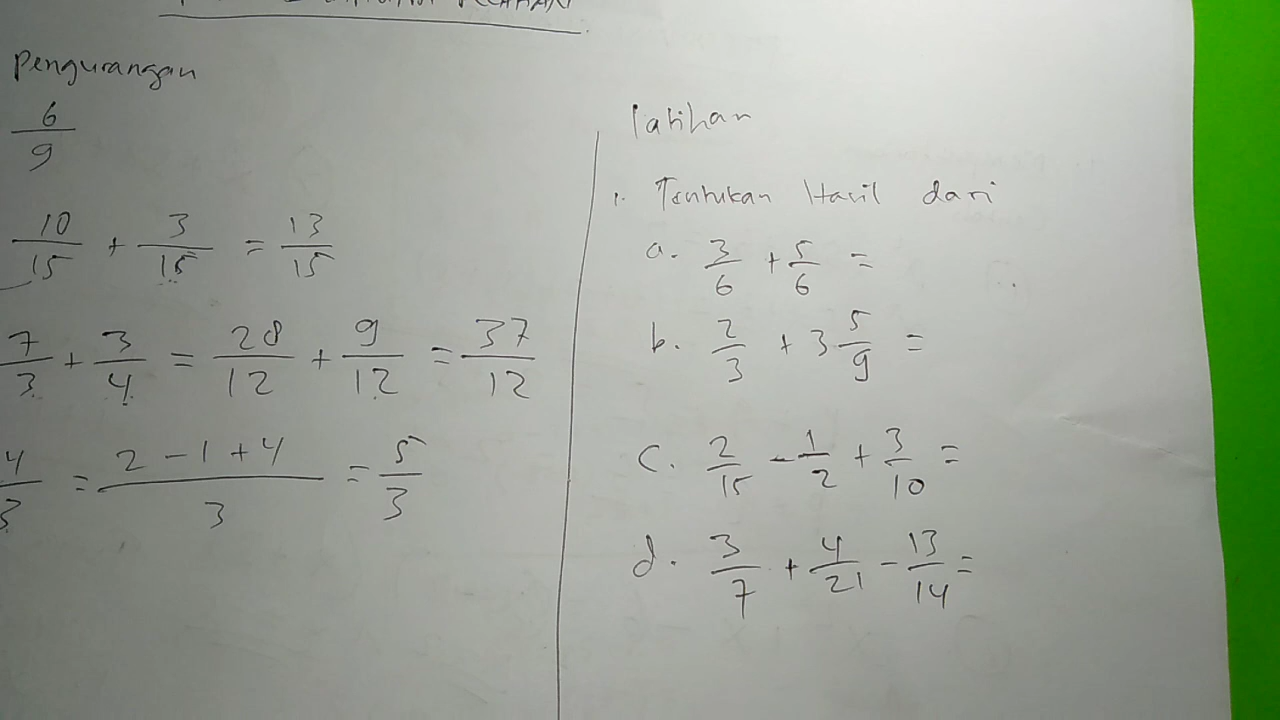 Pengurangan
6/9
10/15 + 3/15 = 13/15
7/3 + 3/4 = 28/12 + 9/12 = 37/12
4/3 = (2 - 1 + 4)/3 = 5/3
latihan
1. Tentukan Hasil dari
a. 3/6 + 5/6 =
b. 2/3 + 3 5/9 =
c. 2/15 - 1/2 + 3/10 =
d. 3/7 + 4/21 - 13/14 =